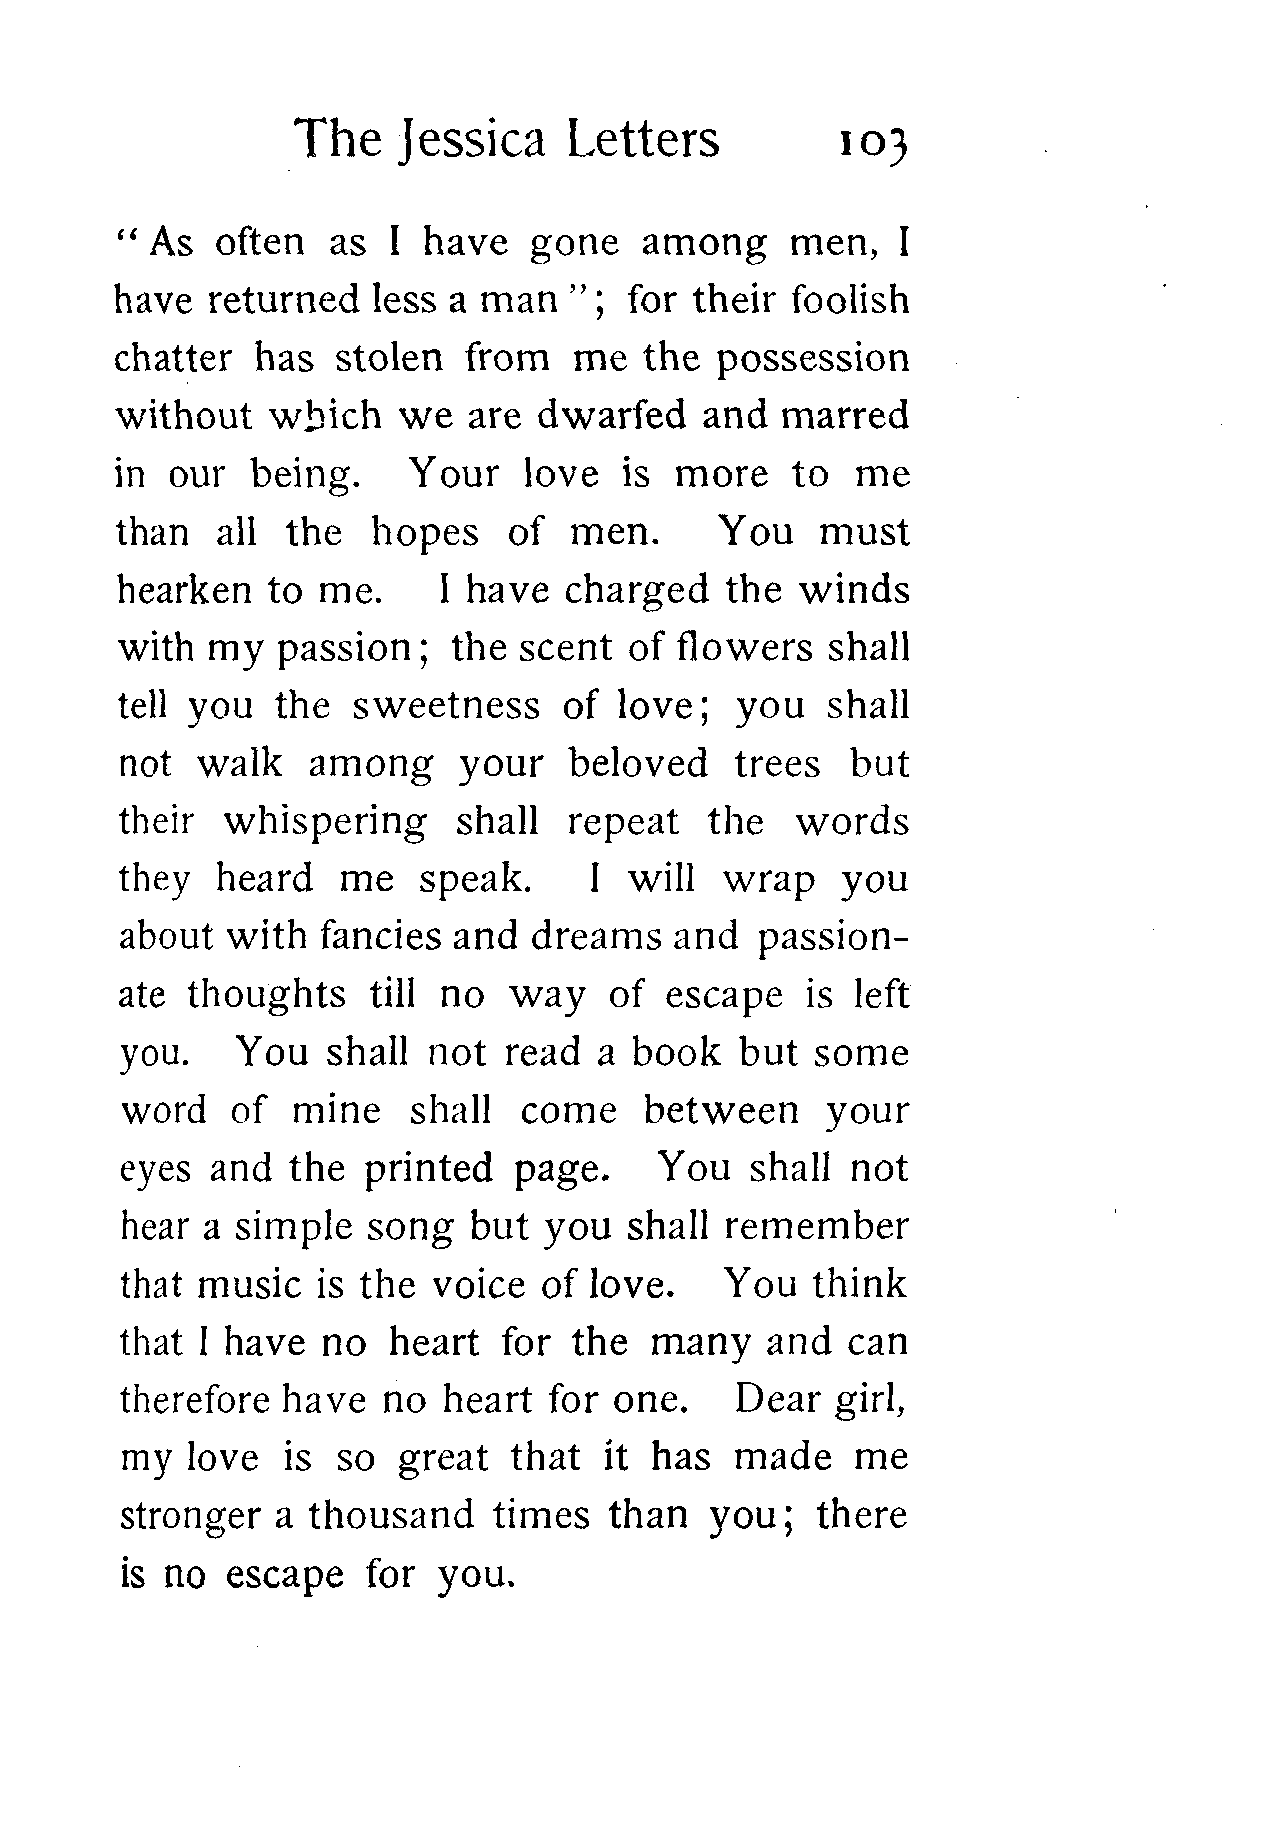 The Jessica Letters 103
“ As often as I have gone among men, I
have returned less a man ”; for their foolish
chatter has stolen from me the possession
without which we are dwarfed and marred
in our being. Your love is more to me
than all the hopes of men. You must
hearken to me. I have charged the winds
with my passion; the scent of flowers shall
tell you the sweetness of love; you shall
not walk among your beloved trees but
their whispering shall repeat the words
they heard me speak. I will wrap you
about with fancies and dreams and passion-
ate thoughts till no way of escape is left
you. You shall not read a book but some
word of mine shall come between your
eyes and the printed page. You shall not
hear a simple song but you shall remember
that music is the voice of love. You think
that I have no heart for the many and can
therefore have no heart for one. Dear girl,
my love is so great that it has made me
stronger a thousand times than you; there
is no escape for you.